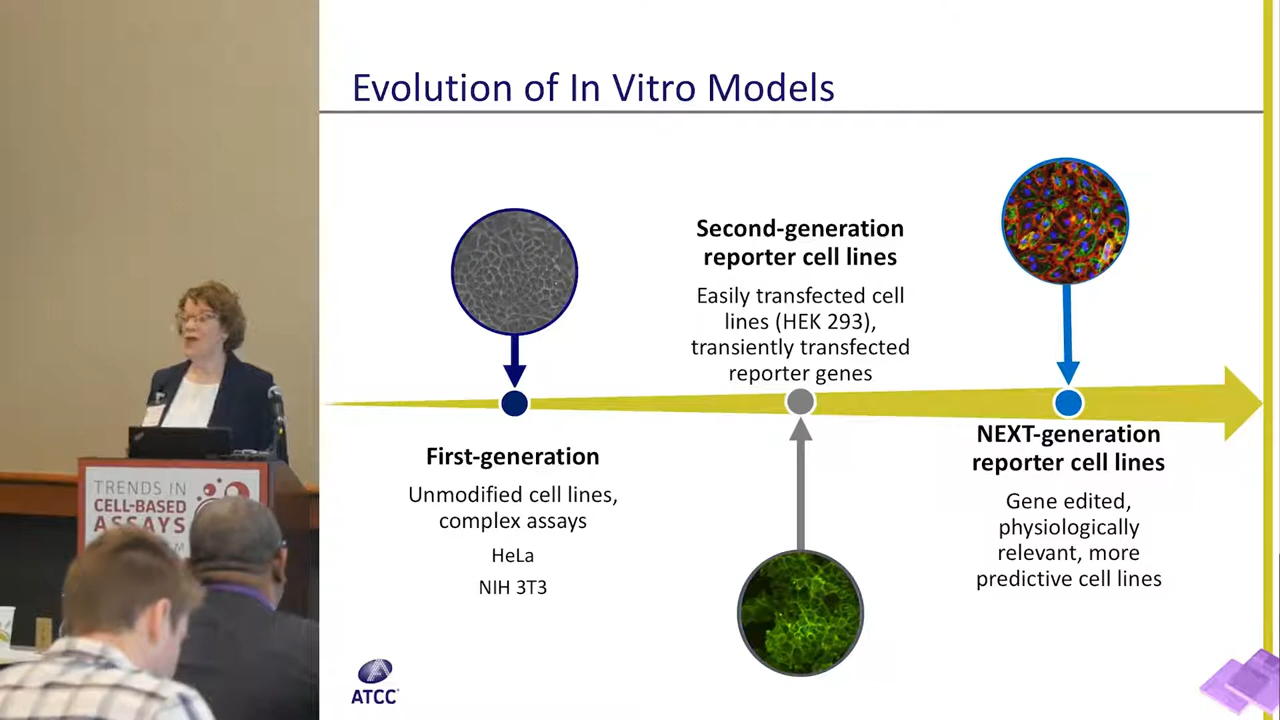 Evolution of In Vitro Models
Second-generation
reporter cell lines
Easily transfected cell
lines (HEK 293),
transiently transfected
reporter genes
First-generation
Unmodified cell lines,
complex assays
HeLa
NIH 3T3
NEXT-generation
reporter cell lines
Gene edited,
physiologically
relevant, more
predictive cell lines
ATCC
TRENDS IN
CELL-BASED
ASSAYS